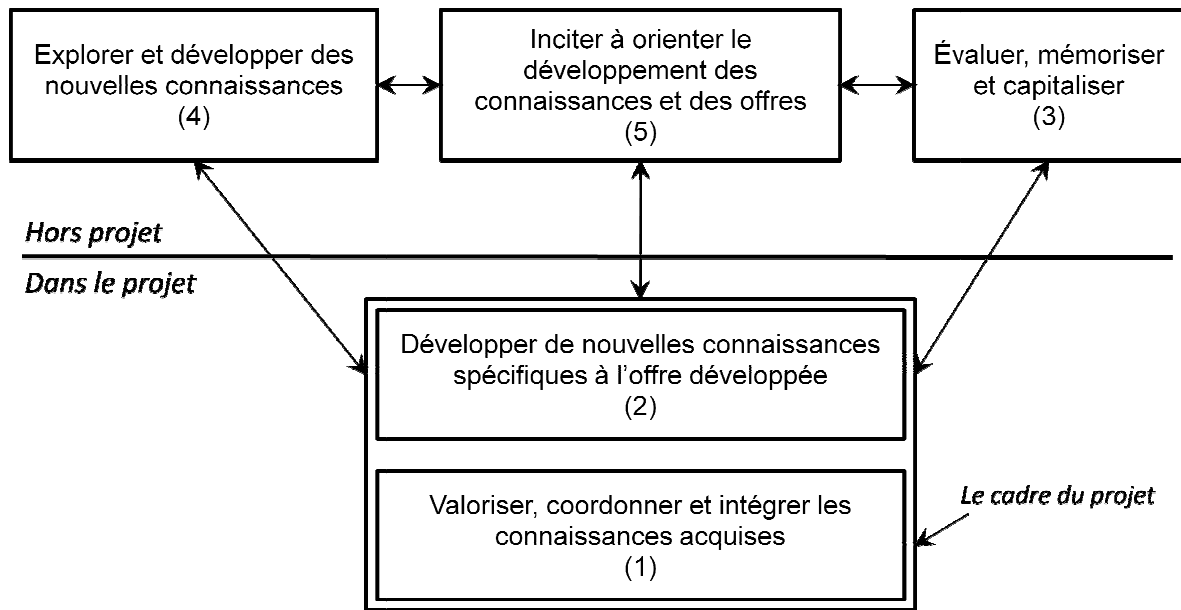 Explorer et développer des
nouvelles connaissances
(4)
Inciter à orienter le
développement des
connaissances et des offres
(5)
Évaluer, mémoriser
et capitaliser
(3)
Hors projet
Dans le projet
Développer de nouvelles connaissances
spécifiques à l'offre développée
(2)
Valoriser, coordonner et intégrer les
connaissances acquises
(1)
Le cadre du projet